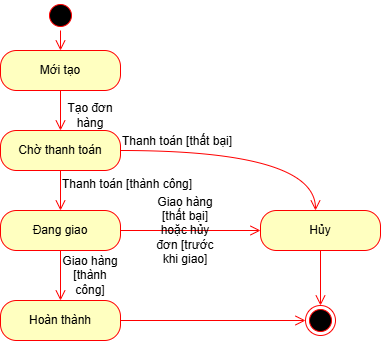 Mới tạo
Tạo đơn
hàng
Chờ thanh toán
Thanh toán [thất bại]
Thanh toán [thành công]
Đang giao
Giao hàng
[thất bại]
hoặc hủy
đơn [trước
khi giao]
Hủy
Giao hàng
[thành
công]
Hoàn thành